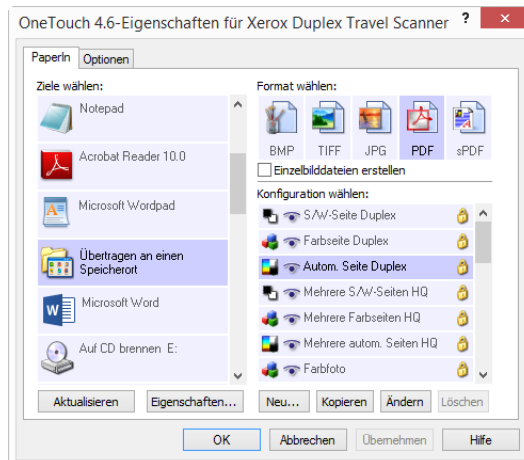 OneTouch 4.6-Eigenschaften für Xerox Duplex Travel Scanner ?
PaperIn Optionen
Ziele wählen:
Notepad
Acrobat Reader 10.0
Microsoft Wordpad
Übertragen an einen
Speicherort
Microsoft Word
Auf CD brennen E:
Aktualisieren Eigenschaften...
Format wählen:
BMP TIFF JPG PDF sPDF
Einzelbilddateien erstellen
Konfiguration wählen:
S/W-Seite Duplex
Farbseite Duplex
Autom. Seite Duplex
Mehrere S/W-Seiten HQ
Mehrere Farbseiten HQ
Mehrere autom. Seiten HQ
Farbfoto
Neu... Kopieren Ändern Löschen
OK Abbrechen Übernehmen Hilfe